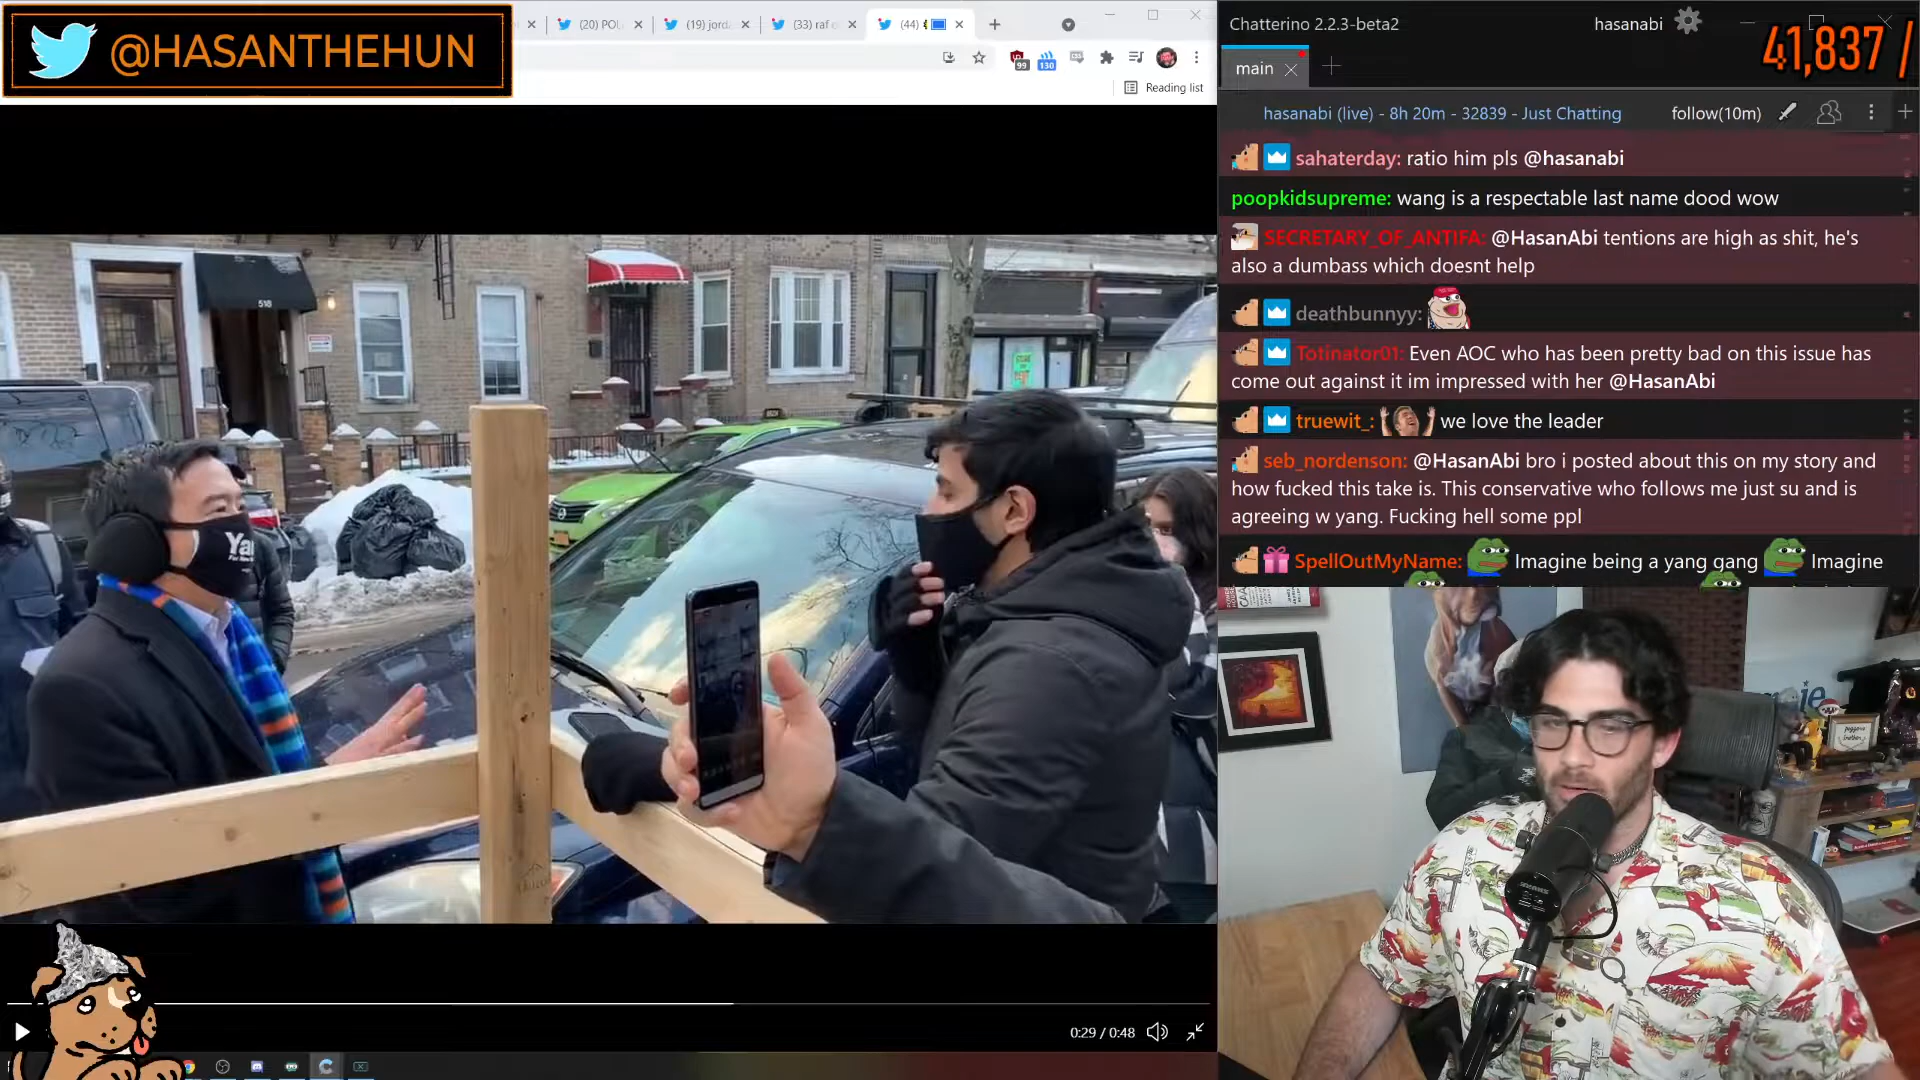 @HASANTHEHUN
(20) POL
(19) jorda
(33) raf o
(44)
99
130
Reading list
518
Ya
0:29 / 0:48
Chatterino 2.2.3-beta2
hasanabi
41,837 /
main
hasanabi (live) - 8h 20m - 32839 - Just Chatting
follow(10m)
sahaterday: ratio him pls @hasanabi
poopkidsupreme: wang is a respectable last name dood wow
SECRETARY_OF_ANTIFA: @HasanAbi tentions are high as shit, he's
also a dumbass which doesnt help
deathbunnyy:
Totinator01: Even AOC who has been pretty bad on this issue has
come out against it im impressed with her @HasanAbi
truewit_: we love the leader
seb_nordenson: @HasanAbi bro i posted about this on my story and
how fucked this take is. This conservative who follows me just su and is
agreeing w yang. Fucking hell some ppl
SpellOutMyName: Imagine being a yang gang Imagine